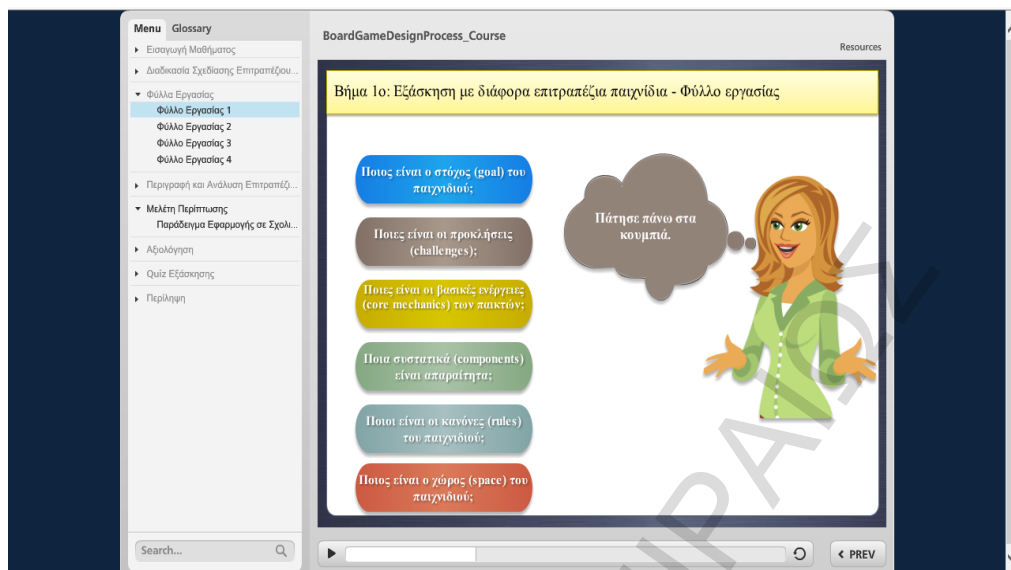 Menu Glossary
Εισαγωγή Μαθήματος
Διαδικασία Σχεδίασης Επιτραπέζιου...
Φύλλα Εργασίας
Φύλλο Εργασίας 1
Φύλλο Εργασίας 2
Φύλλο Εργασίας 3
Φύλλο Εργασίας 4
Περιγραφή και Ανάλυση Επιτραπέζι...
Μελέτη Περίπτωσης
Παράδειγμα Εφαρμογής σε Σχολι...
Αξιολόγηση
Quiz Εξάσκησης
Περίληψη
Search...
BoardGameDesignProcess_Course
Resources
Βήμα 1ο: Εξάσκηση με διάφορα επιτραπέζια παιχνίδια - Φύλλο εργασίας
Ποιος είναι ο στόχος (goal) του
παιχνιδιού;
Ποιες είναι οι προκλήσεις
(challenges);
Ποιες είναι οι βασικές ενέργειες
(core mechanics) των παικτών;
Ποια συστατικά (components)
είναι απαραίτητα;
Ποιοι είναι οι κανόνες (rules)
του παιχνιδιού;
Ποιος είναι ο χώρος (space) του
παιχνιδιού;
Πάτησε πάνω στα
κουμπιά.
PREV